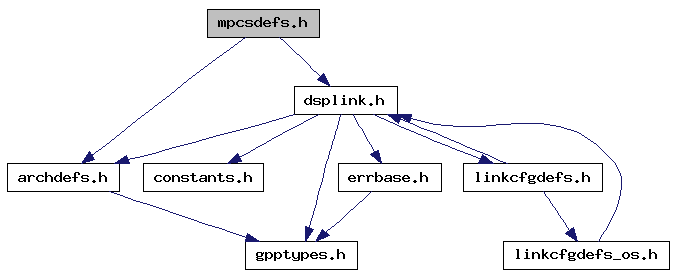 mpcsdefs.h
dsplink.h
archdefs.h
constants.h
errbase.h
linkcfgdefs.h
gpptypes.h
linkcfgdefs_os.h